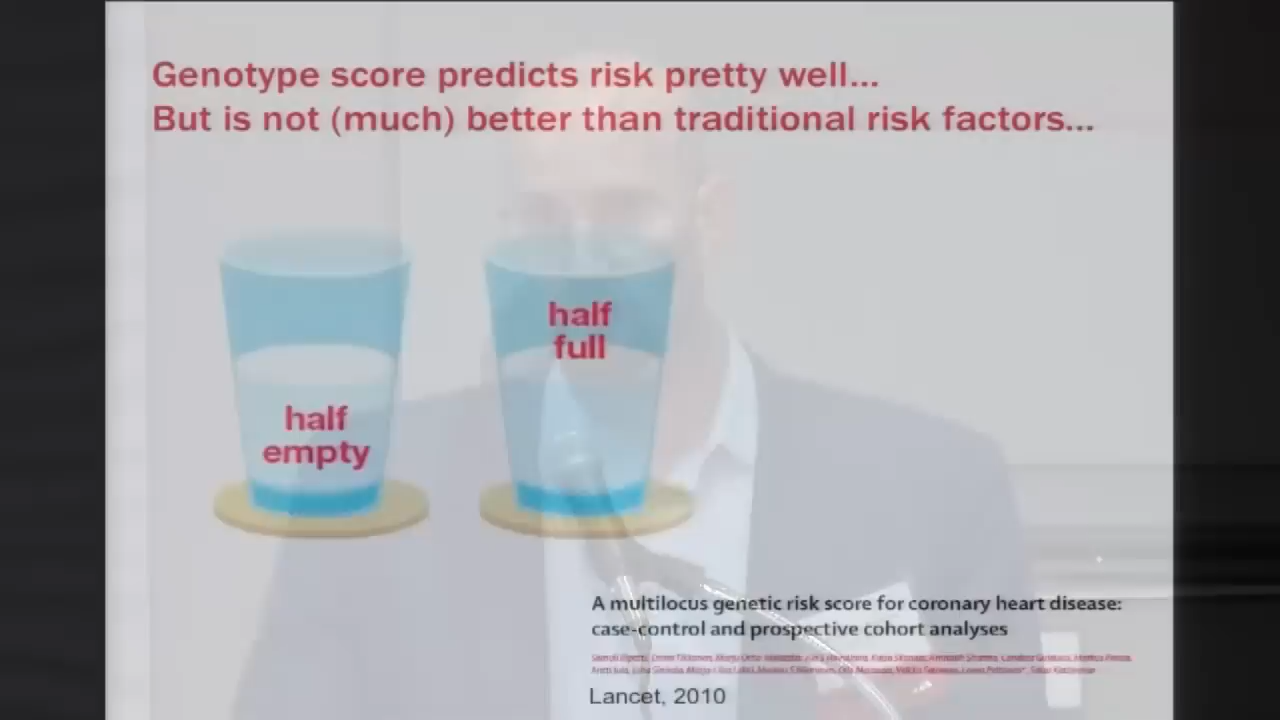 Genotype score predicts risk pretty well...
But is not (much) better than traditional risk factors...
half
full
half
empty
A multilocus genetic risk score for coronary heart disease:
case-control and prospective cohort analyses
Lancet, 2010